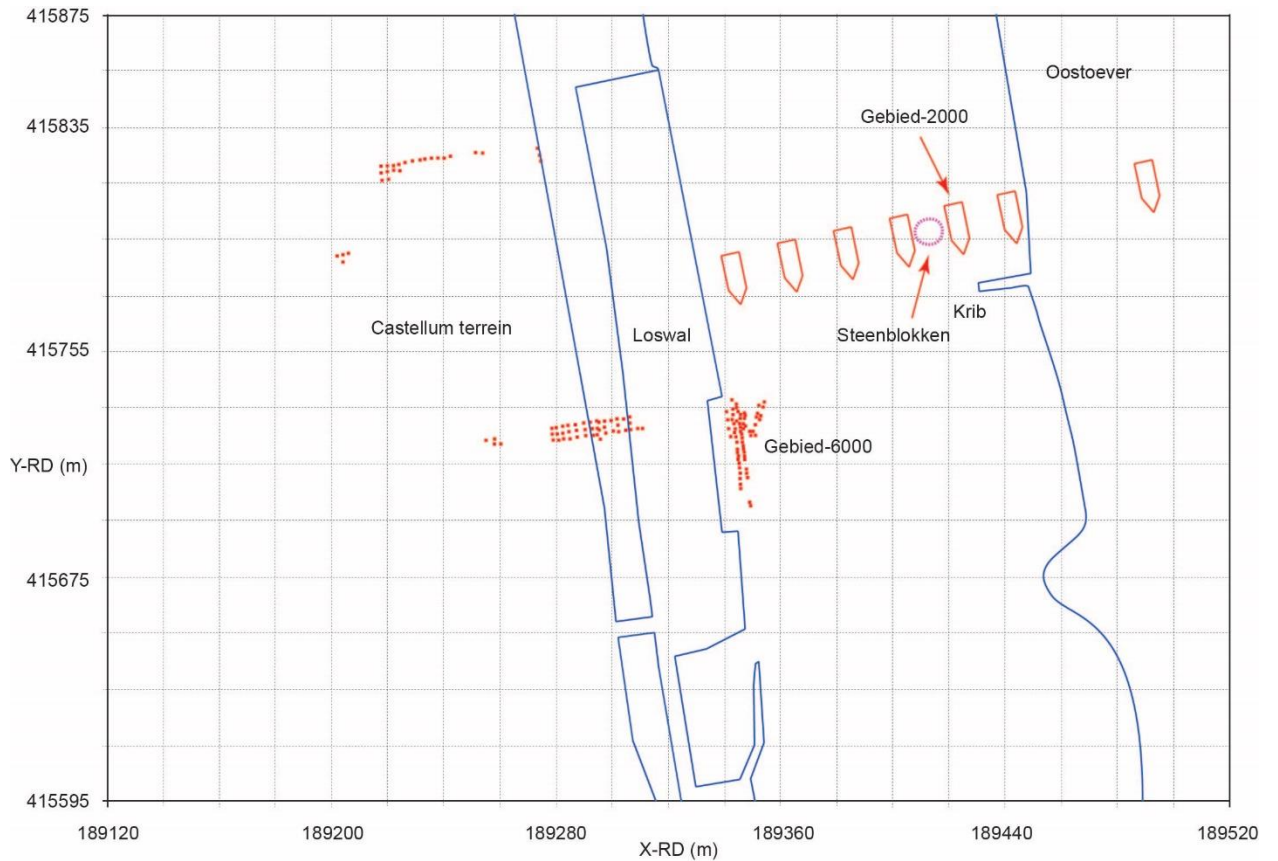 415875
Oostoever
Gebied-2000
415835
Castellum terrein
Loswal
Steenblokken
Krib
415755
Gebied-6000
Y-RD (m)
415675
415595
189120
189200
189280
189360
189440
189520
X-RD (m)